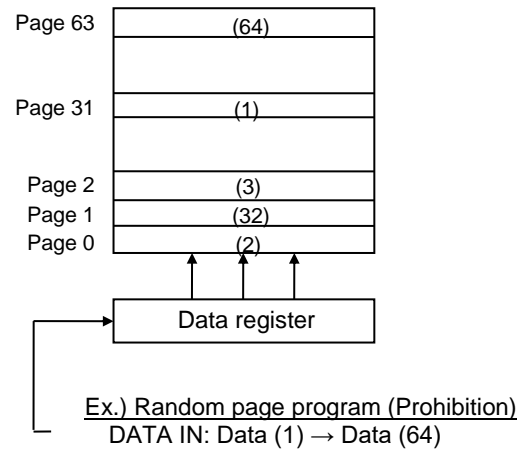 Page 63 (64)
Page 31 (1)
Page 2 (3)
Page 1 (32)
Page 0 (2)
Data register
Ex.) Random page program (Prohibition)
DATA IN: Data (1) → Data (64)